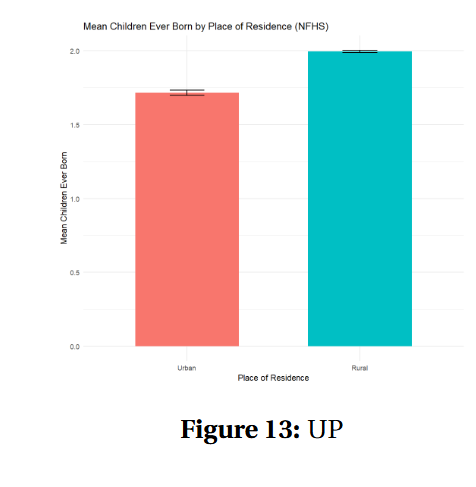 Mean Children Ever Born by Place of Residence (NFHS)
2.0
1.5
1.0
0.5
0.0
Mean Children Ever Born
Urban
Rural
Place of Residence
Figure 13: UP